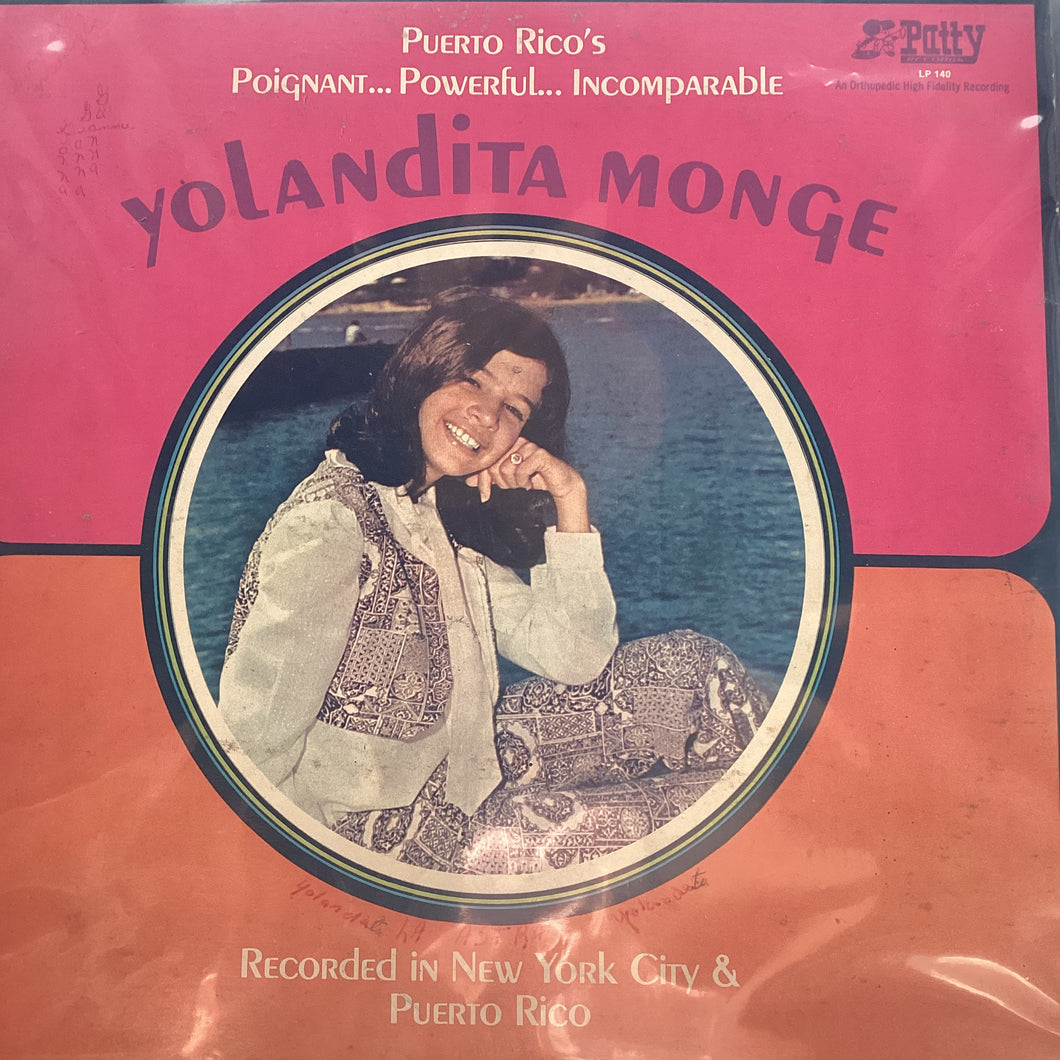 Puerto Rico's
Poignant... Powerful... Incomparable
Patty
RECORDS
LP 140
An Orthopedic High Fidelity Recording
Yolandita Monge
Recorded in New York City &
Puerto Rico